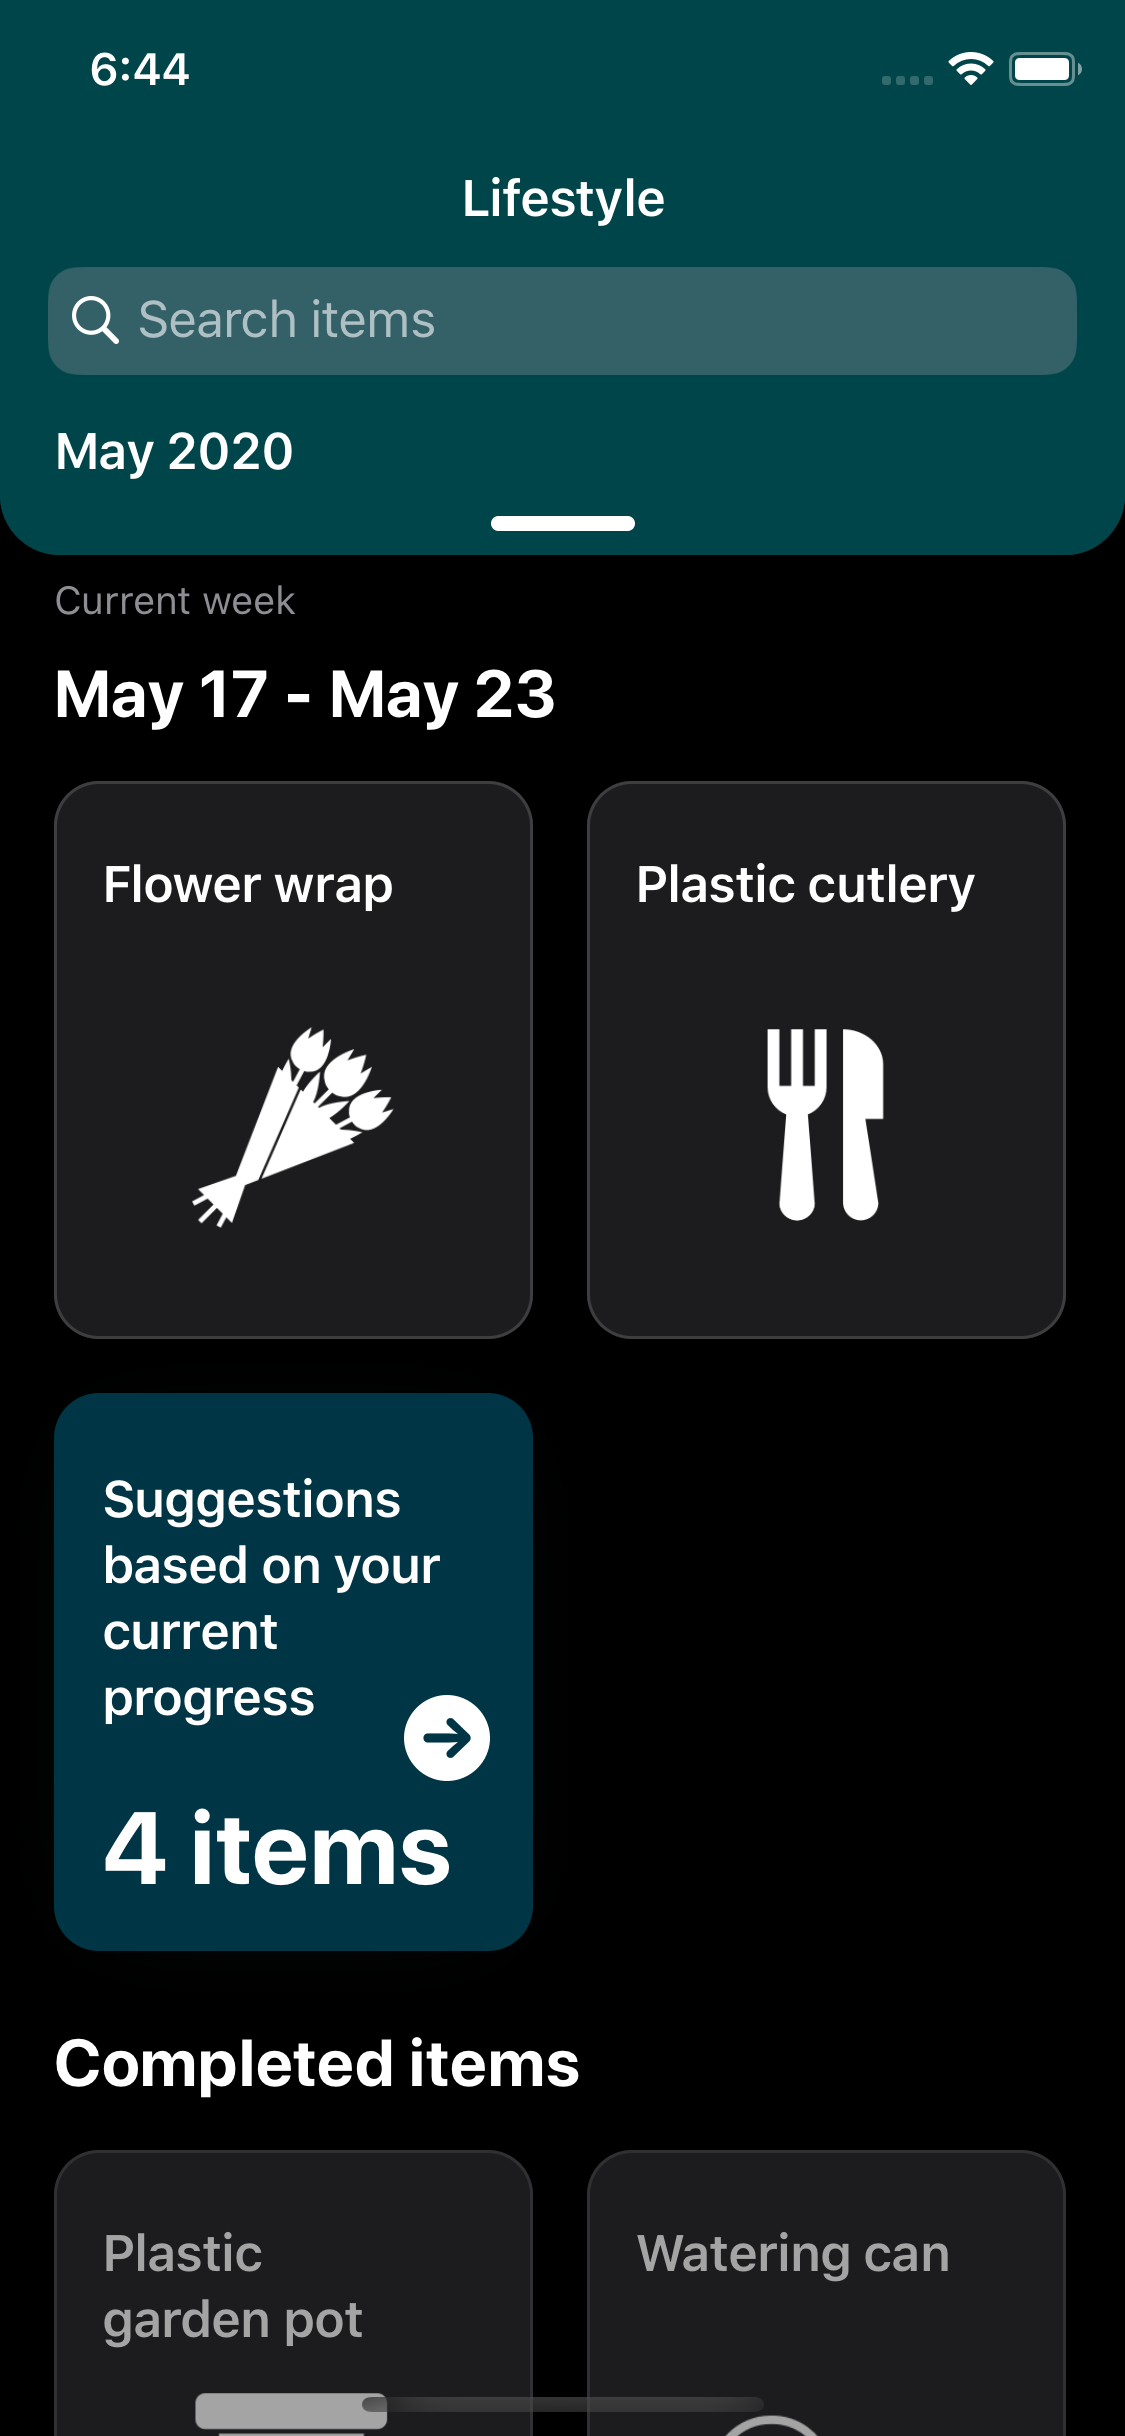 6:44
Lifestyle
Search items
May 2020
Current week
May 17 - May 23
Flower wrap
Plastic cutlery
Suggestions
based on your
current
progress
4 items
Completed items
Plastic
garden pot
Watering can